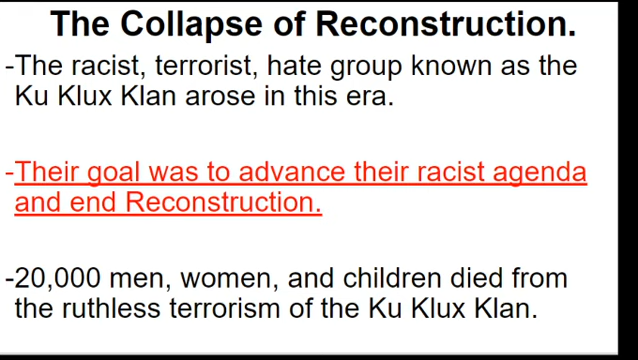 The Collapse of Reconstruction.
-The racist, terrorist, hate group known as the
Ku Klux Klan arose in this era.
-Their goal was to advance their racist agenda
and end Reconstruction.
-20,000 men, women, and children died from
the ruthless terrorism of the Ku Klux Klan.